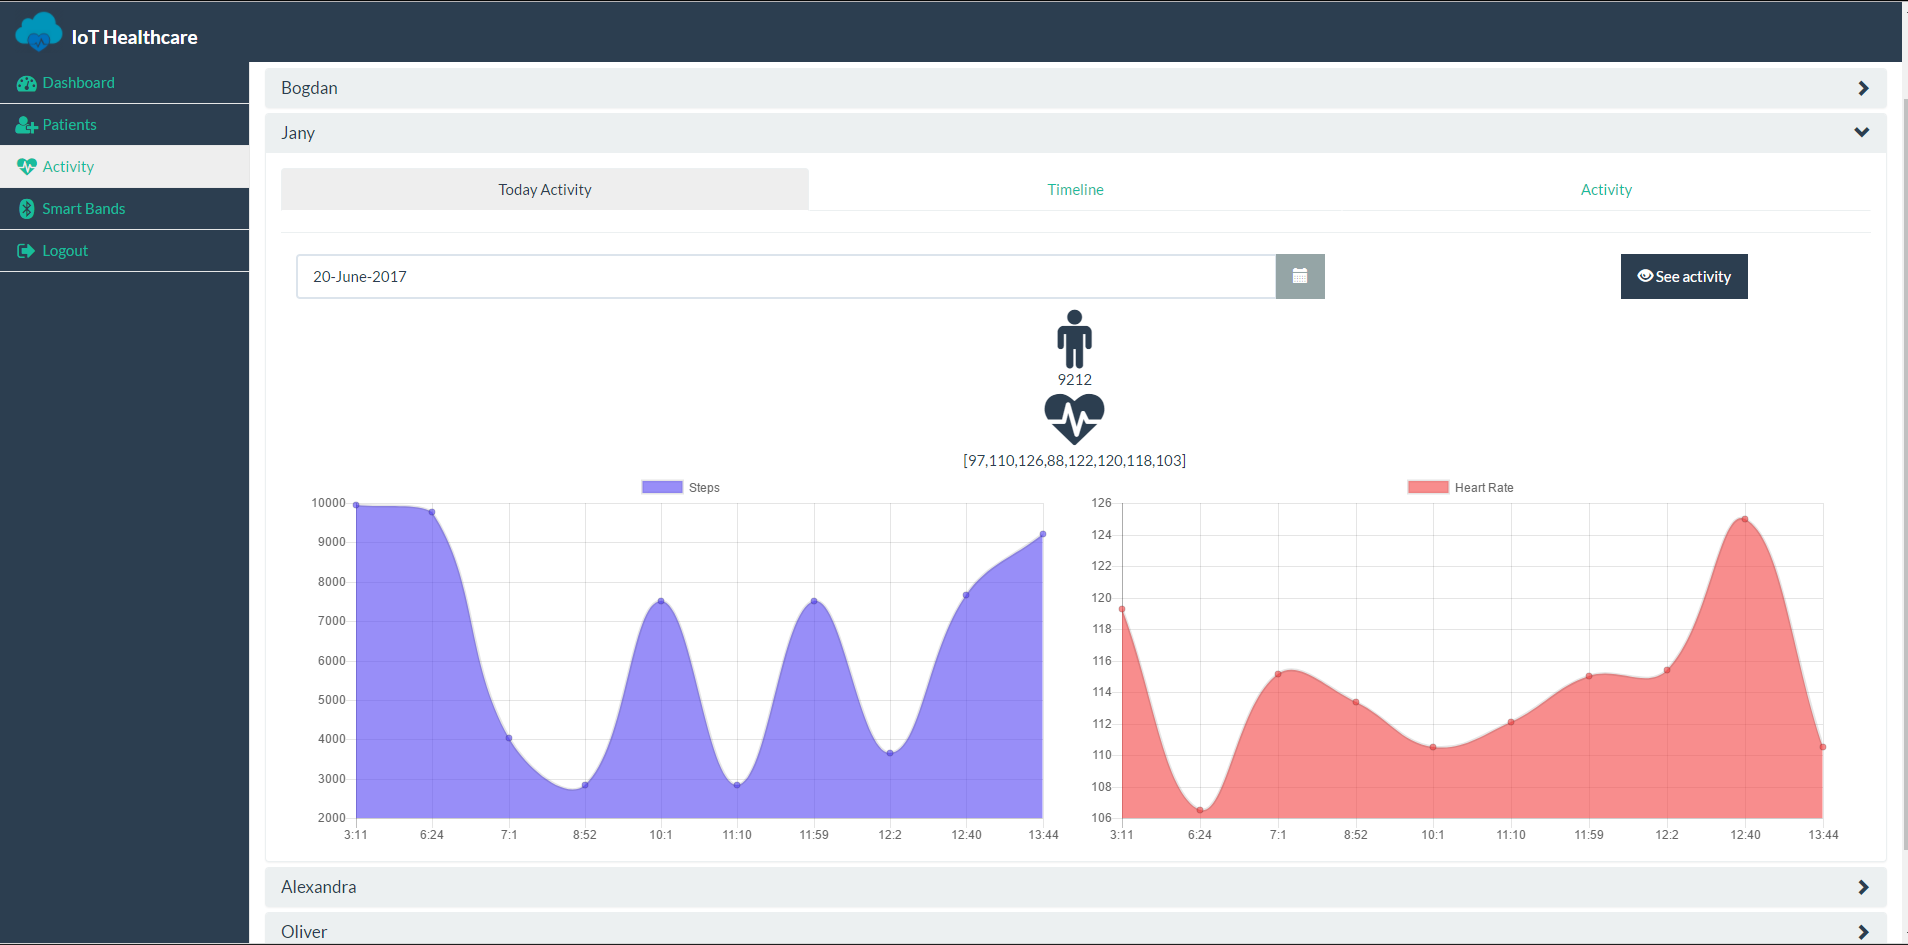 IoT Healthcare
Dashboard
Patients
Activity
Smart Bands
Logout
Bogdan
Jany
Today Activity
Timeline
Activity
20-June-2017
See activity
9212
[97,110,126,88,122,120,118,103]
Steps
10000
9000
8000
7000
6000
5000
4000
3000
2000
3:11 6:24 7:1 8:52 10:1 11:10 11:59 12:2 12:40 13:44
Heart Rate
126
124
122
120
118
116
114
112
110
108
106
3:11 6:24 7:1 8:52 10:1 11:10 11:59 12:2 12:40 13:44
Alexandra
Oliver